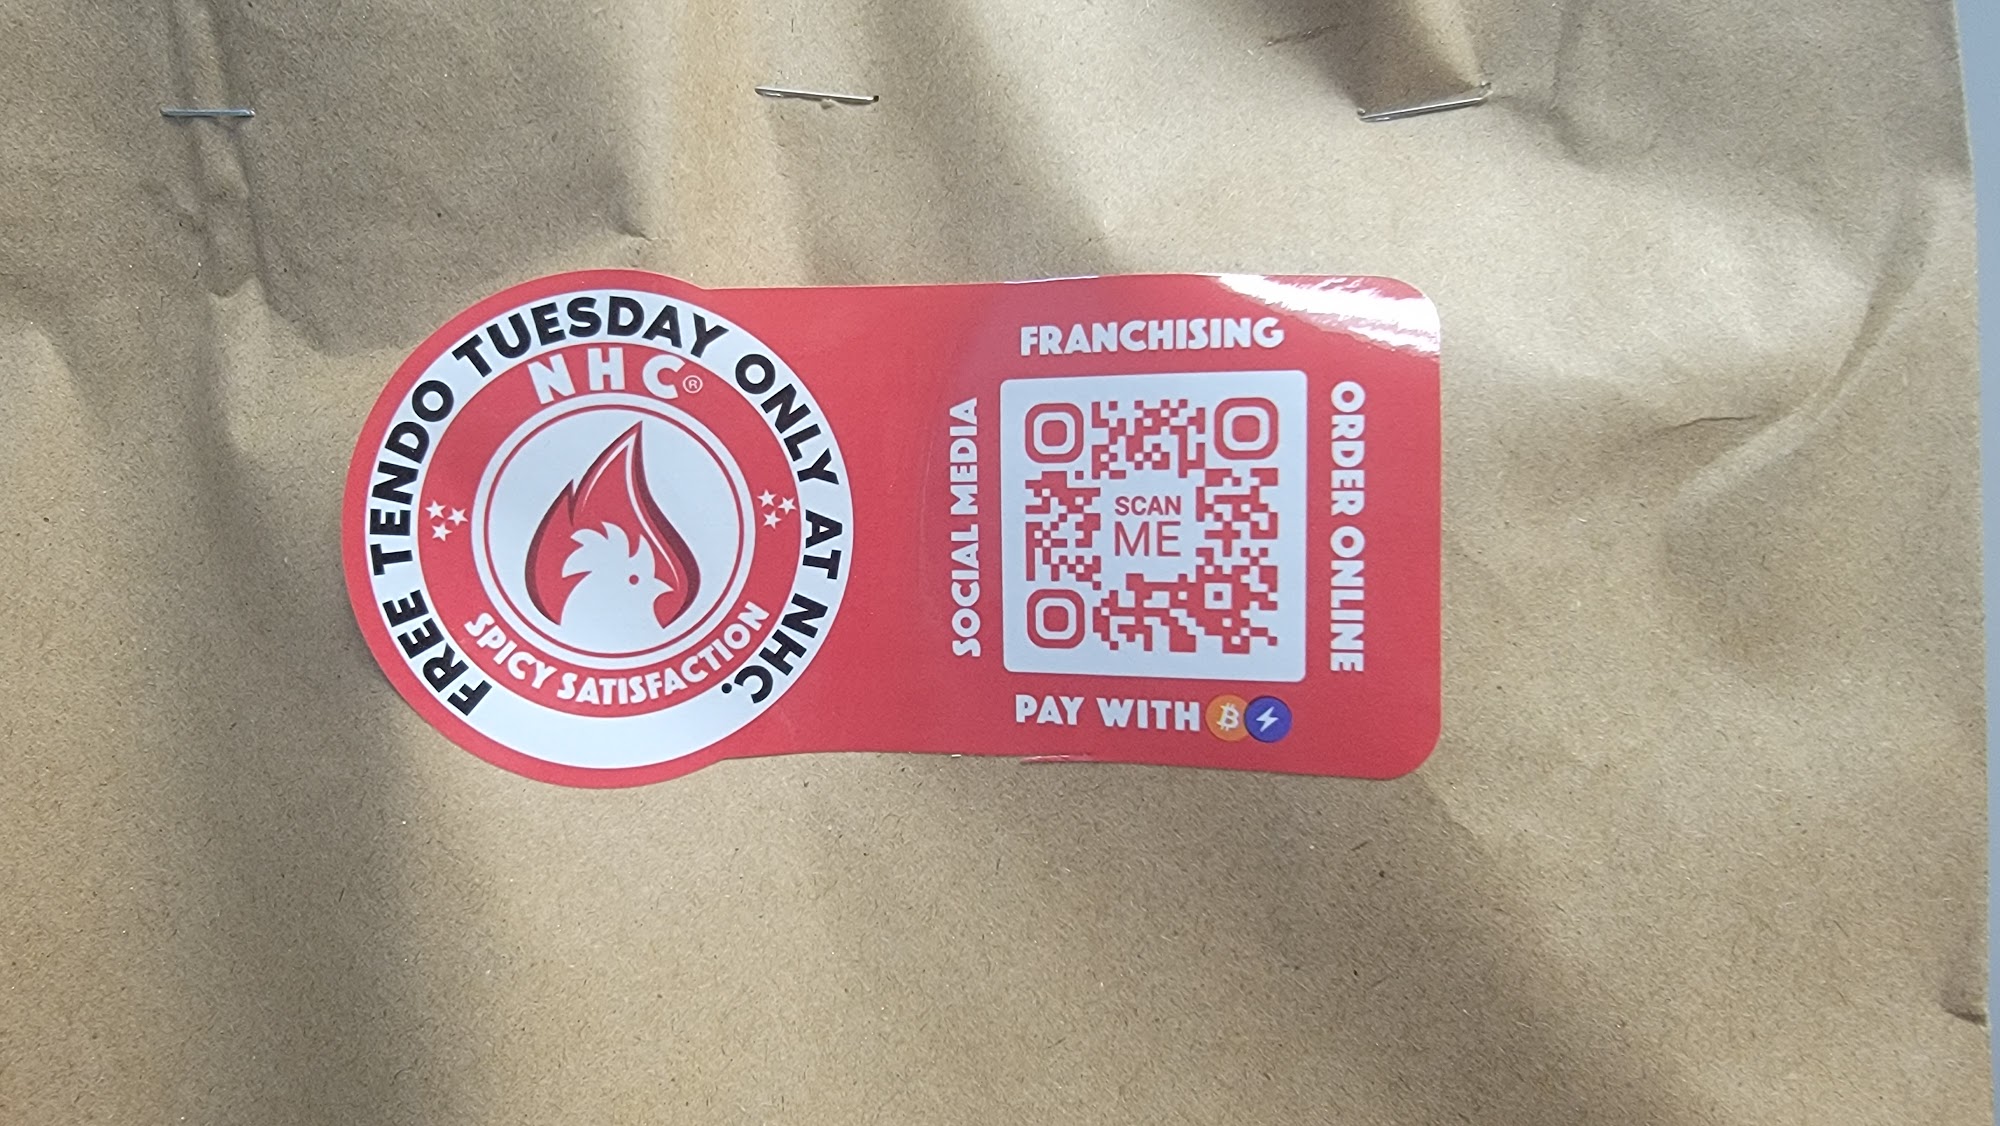 FREE TENDO TUESDAY ONLY AT NHC.
NHC®
SPICY SATISFACTION
FRANCHISING
SOCIAL MEDIA
SCAN
ME
ORDER ONLINE
PAY WITH